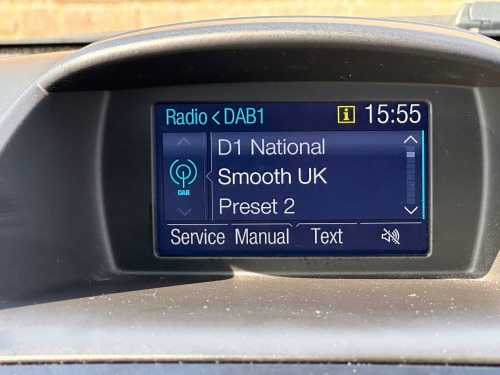 Radio < DAB1 i 15:55
D1 National
Smooth UK
DAB
Preset 2
Service Manual Text